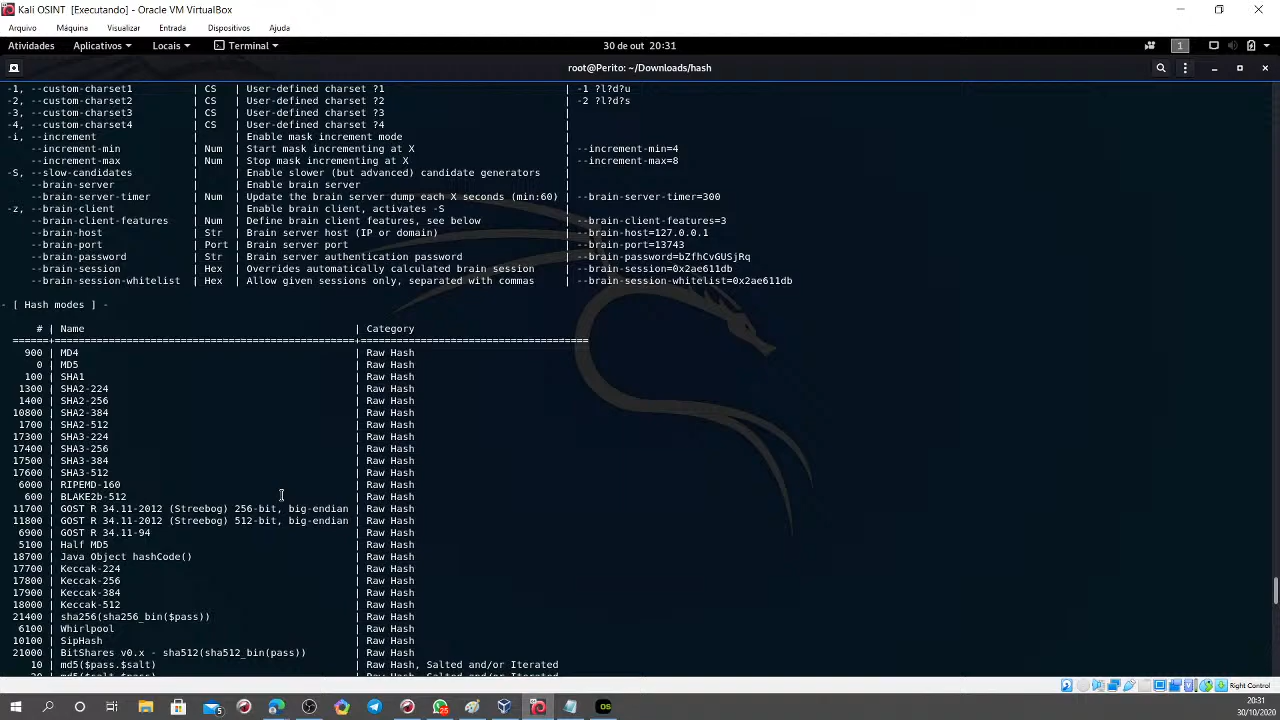 Kali OSINT [Executando] - Oracle VM VirtualBox
Arquivo Máquina Visualizar Entrada Dispositivos Ajuda
Atividades Aplicativos Locais Terminal 30 de out 20:31 1
root@Perito: ~/Downloads/hash
-1, --custom-charset1 | CS | User-defined charset ?1 | -1 ?l?d?u
-2, --custom-charset2 | CS | User-defined charset ?2 | -2 ?l?d?s
-3, --custom-charset3 | CS | User-defined charset ?3 |
-4, --custom-charset4 | CS | User-defined charset ?4 |
-i, --increment | | Enable mask increment mode |
--increment-min | Num | Start mask incrementing at X | --increment-min=4
--increment-max | Num | Stop mask incrementing at X | --increment-max=8
-S, --slow-candidates | | Enable slower (but advanced) candidate generators |
--brain-server | | Enable brain server |
--brain-server-timer | Num | Update the brain server dump each X seconds (min:60) | --brain-server-timer=300
-z, --brain-client | | Enable brain client, activates -S |
--brain-client-features | Num | Define brain client features, see below | --brain-client-features=3
--brain-host | Str | Brain server host (IP or domain) | --brain-host=127.0.0.1
--brain-port | Port | Brain server port | --brain-port=13743
--brain-password | Str | Brain server authentication password | --brain-password=bZfhCvGUSjRq
--brain-session | Hex | Overrides automatically calculated brain session | --brain-session=0x2ae611db
--brain-session-whitelist | Hex | Allow given sessions only, separated with commas | --brain-session-whitelist=0x2ae611db
- [ Hash modes ] -
# | Name | Category
======+==================================================+======================================
900 | MD4 | Raw Hash
0 | MD5 | Raw Hash
100 | SHA1 | Raw Hash
1300 | SHA2-224 | Raw Hash
1400 | SHA2-256 | Raw Hash
10800 | SHA2-384 | Raw Hash
1700 | SHA2-512 | Raw Hash
17300 | SHA3-224 | Raw Hash
17400 | SHA3-256 | Raw Hash
17500 | SHA3-384 | Raw Hash
17600 | SHA3-512 | Raw Hash
6000 | RIPEMD-160 | Raw Hash
600 | BLAKE2b-512 | Raw Hash
11700 | GOST R 34.11-2012 (Streebog) 256-bit, big-endian | Raw Hash
11800 | GOST R 34.11-2012 (Streebog) 512-bit, big-endian | Raw Hash
6900 | GOST R 34.11-94 | Raw Hash
5100 | Half MD5 | Raw Hash
18700 | Java Object hashCode() | Raw Hash
17700 | Keccak-224 | Raw Hash
17800 | Keccak-256 | Raw Hash
17900 | Keccak-384 | Raw Hash
18000 | Keccak-512 | Raw Hash
21400 | sha256(sha256_bin($pass)) | Raw Hash
6100 | Whirlpool | Raw Hash
10100 | SipHash | Raw Hash
21000 | BitShares v0.x - sha512(sha512_bin(pass)) | Raw Hash
10 | md5($pass.$salt) | Raw Hash, Salted and/or Iterated
20 | md5($salt.$pass) | Raw Hash, Salted and/or Iterated
Right Control
5 25 OS
20:31
30/10/2020